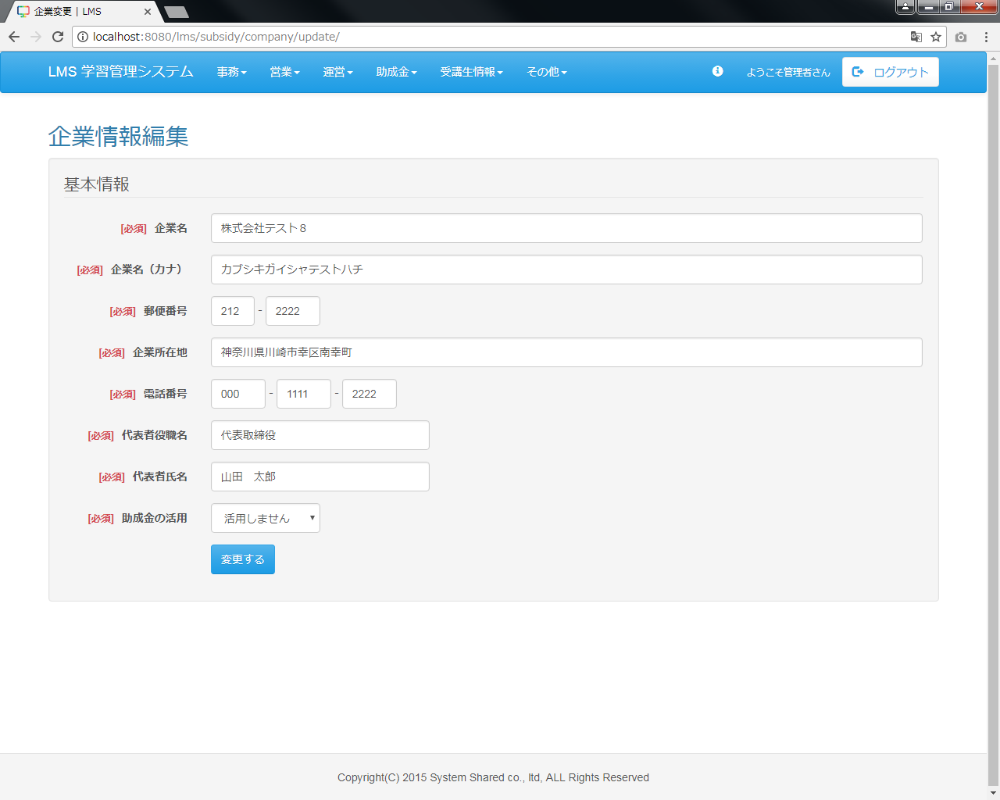 企業変更 | LMS
localhost:8080/lms/subsidy/company/update/
LMS 学習管理システム 事務 営業 運営 助成金 受講生情報 その他 ようこそ管理者さん ログアウト
企業情報編集
基本情報
[必須] 企業名 株式会社テスト８
[必須] 企業名（カナ） カブシキガイシャテストハチ
[必須] 郵便番号 212 - 2222
[必須] 企業所在地 神奈川県川崎市幸区南幸町
[必須] 電話番号 000 - 1111 - 2222
[必須] 代表者役職名 代表取締役
[必須] 代表者氏名 山田　太郎
[必須] 助成金の活用 活用しません
変更する
Copyright(C) 2015 System Shared co., ltd, ALL Rights Reserved